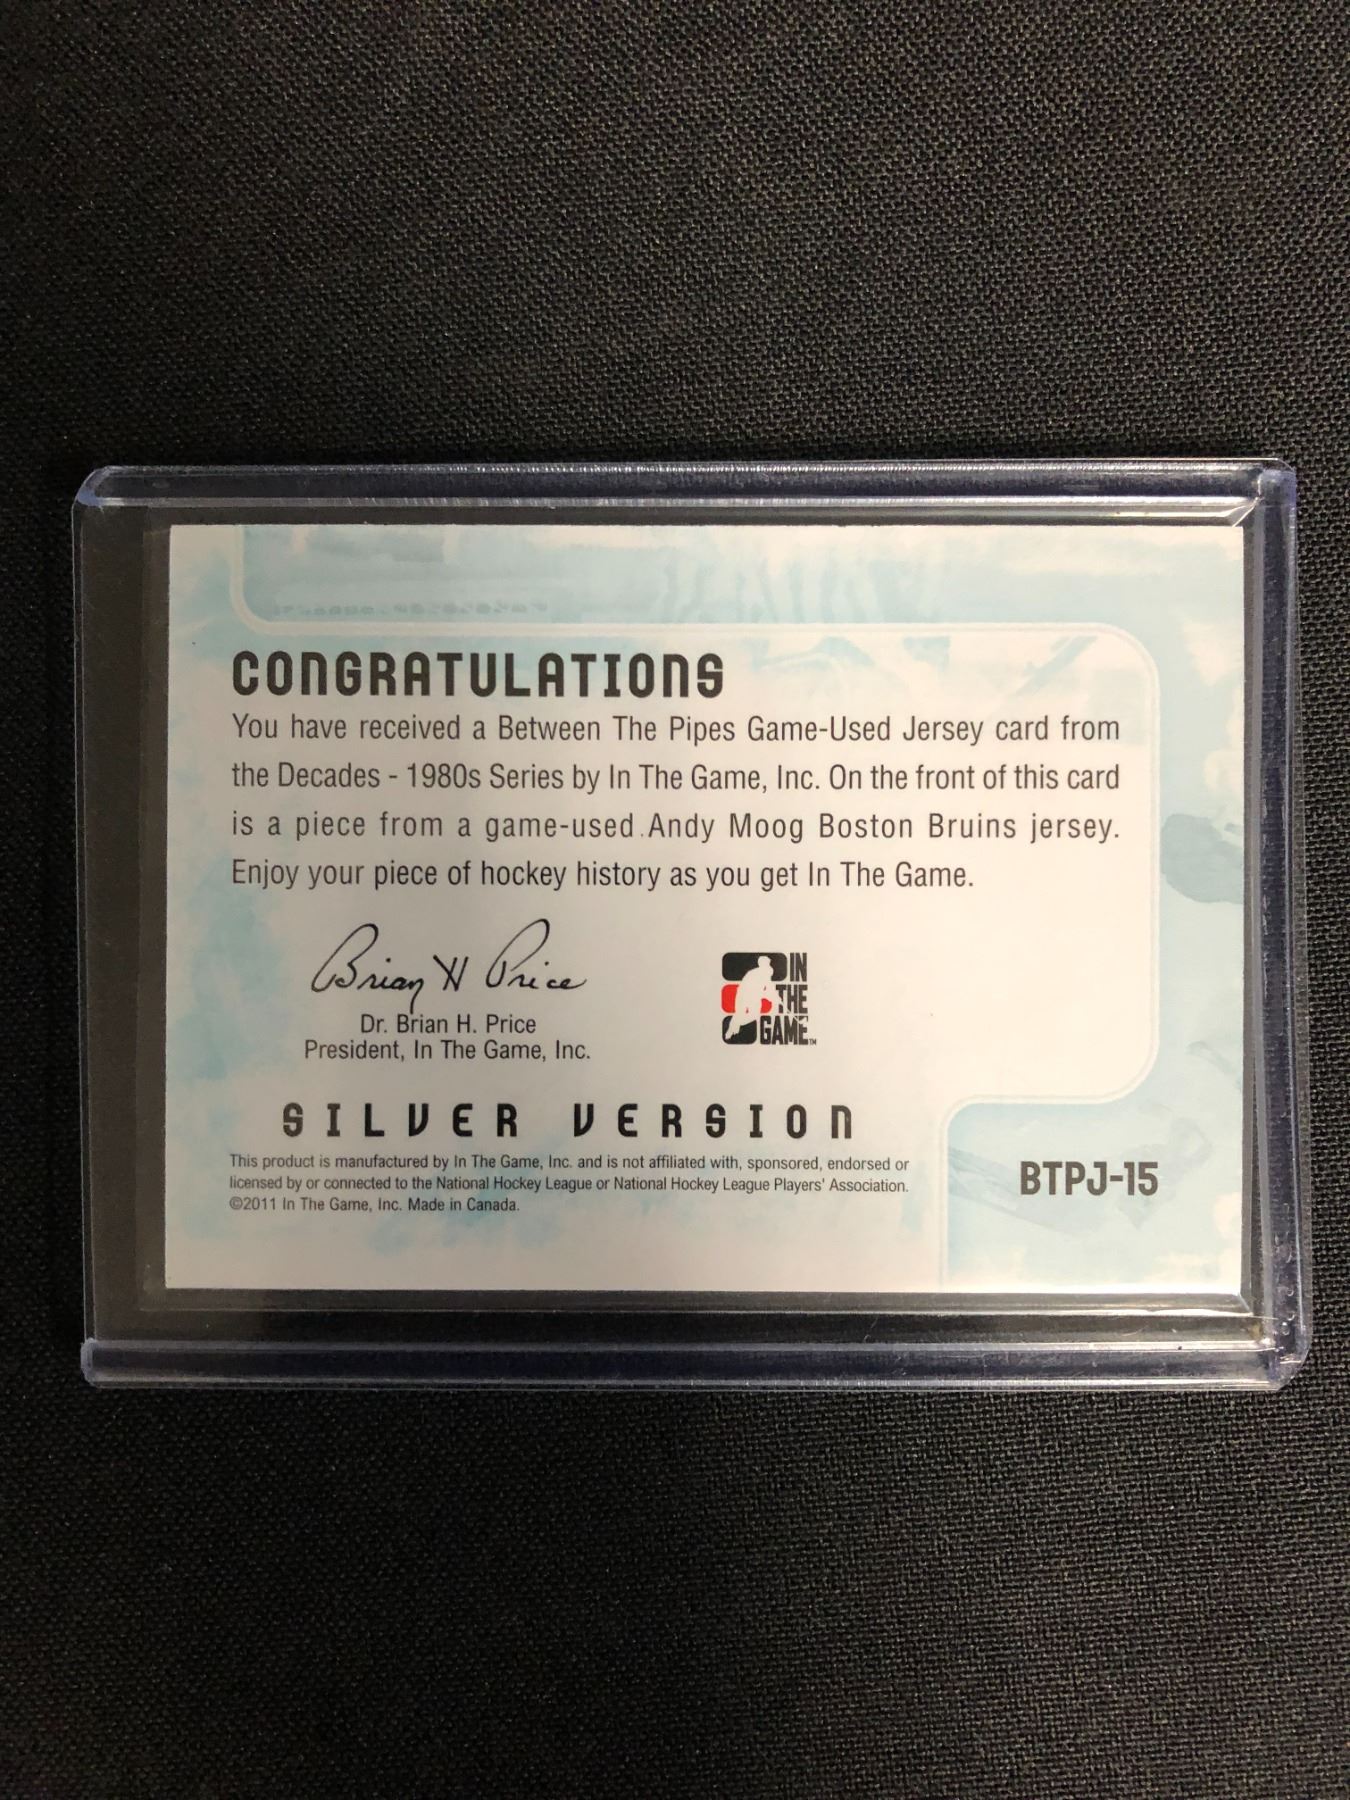 CONGRATULATIONS
You have received a Between The Pipes Game-Used Jersey card from
the Decades - 1980s Series by In The Game, Inc. On the front of this card
is a piece from a game-used Andy Moog Boston Bruins jersey.
Enjoy your piece of hockey history as you get In The Game.
Brian H Price
Dr. Brian H. Price
President, In The Game, Inc.
IN
THE
GAME™
SILVER VERSION
This product is manufactured by In The Game, Inc. and is not affiliated with, sponsored, endorsed or
licensed by or connected to the National Hockey League or National Hockey League Players' Association.
©2011 In The Game, Inc. Made in Canada.
BTPJ-15